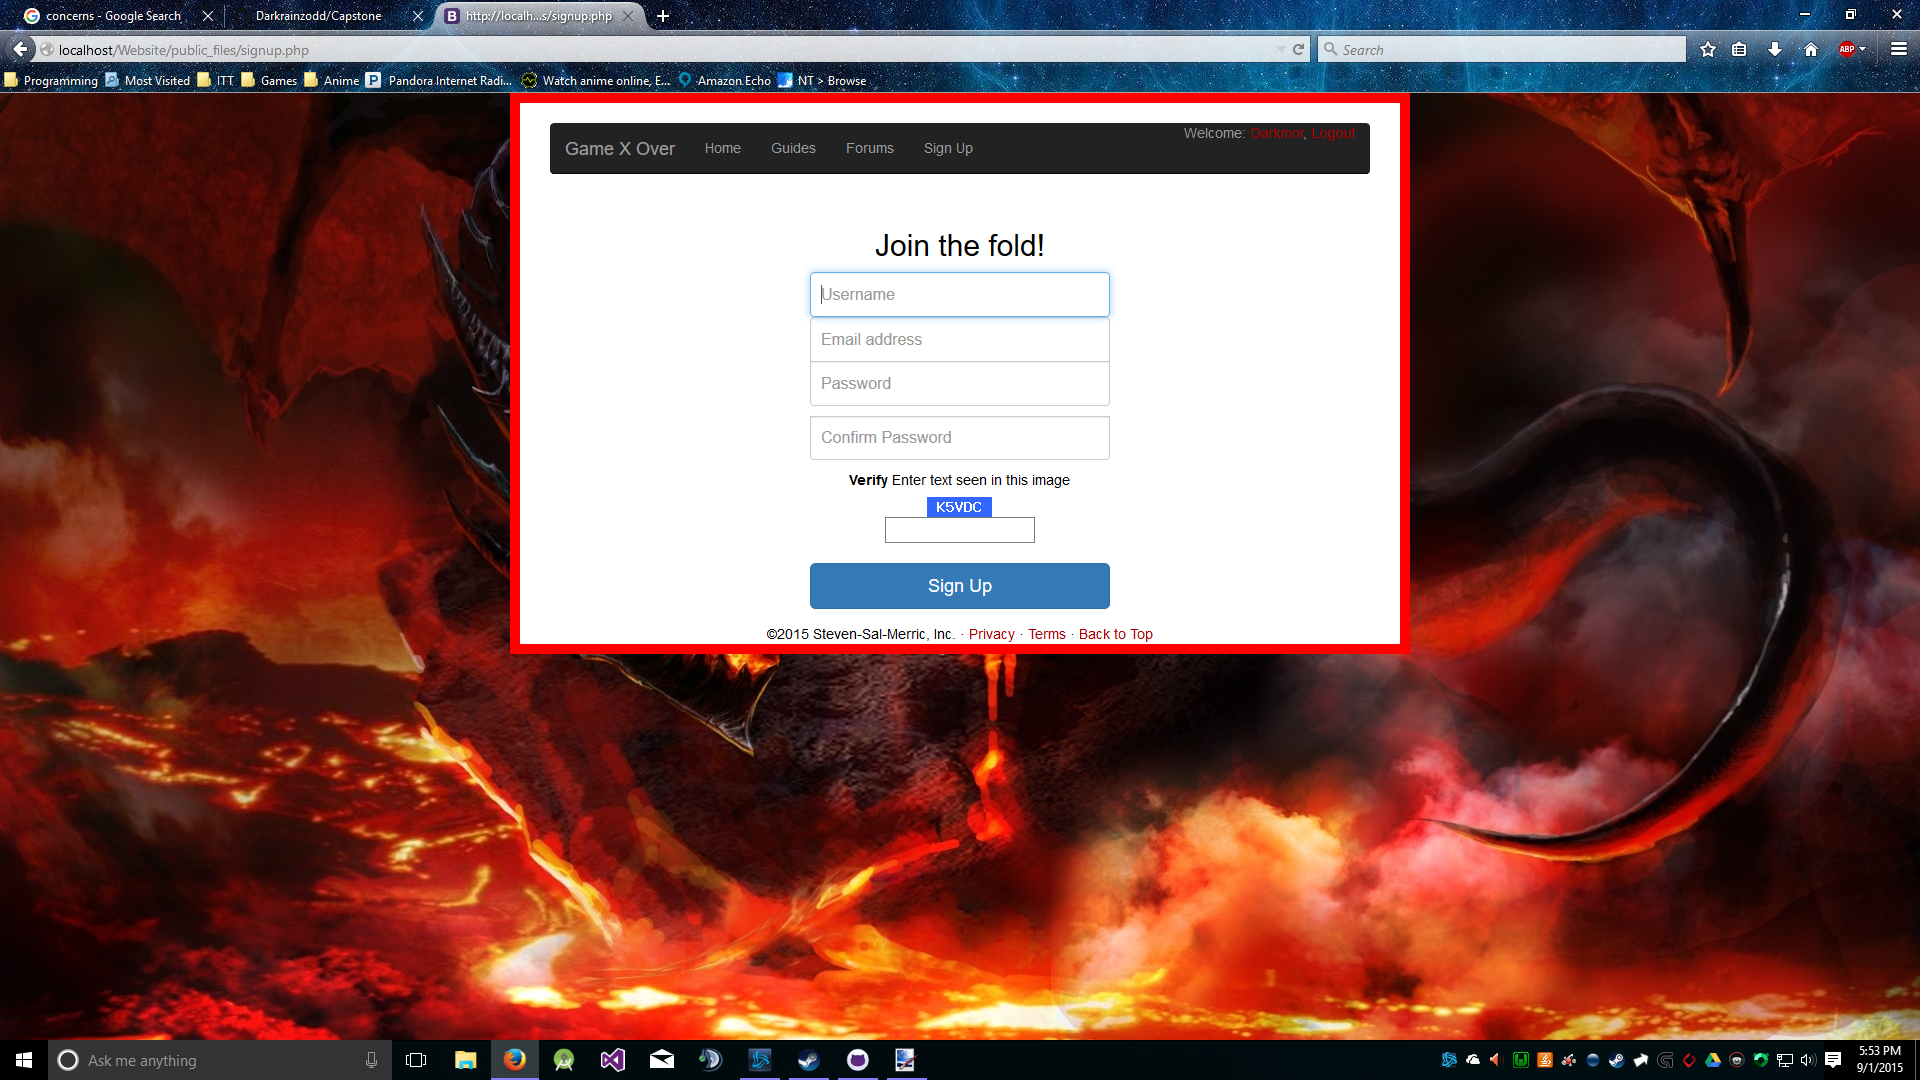 concerns - Google Search
Darkrainzodd/Capstone
http://localh...s/signup.php
localhost/Website/public_files/signup.php
Search
ABP
Programming Most Visited ITT Games Anime Pandora Internet Radi... Watch anime online, E... Amazon Echo NT > Browse
Welcome: Darkmor, Logout
Game X Over Home Guides Forums Sign Up
Join the fold!
Username
Email address
Password
Confirm Password
Verify Enter text seen in this image
K5VDC
Sign Up
©2015 Steven-Sal-Merric, Inc. · Privacy · Terms · Back to Top
Ask me anything
5:53 PM
9/1/2015